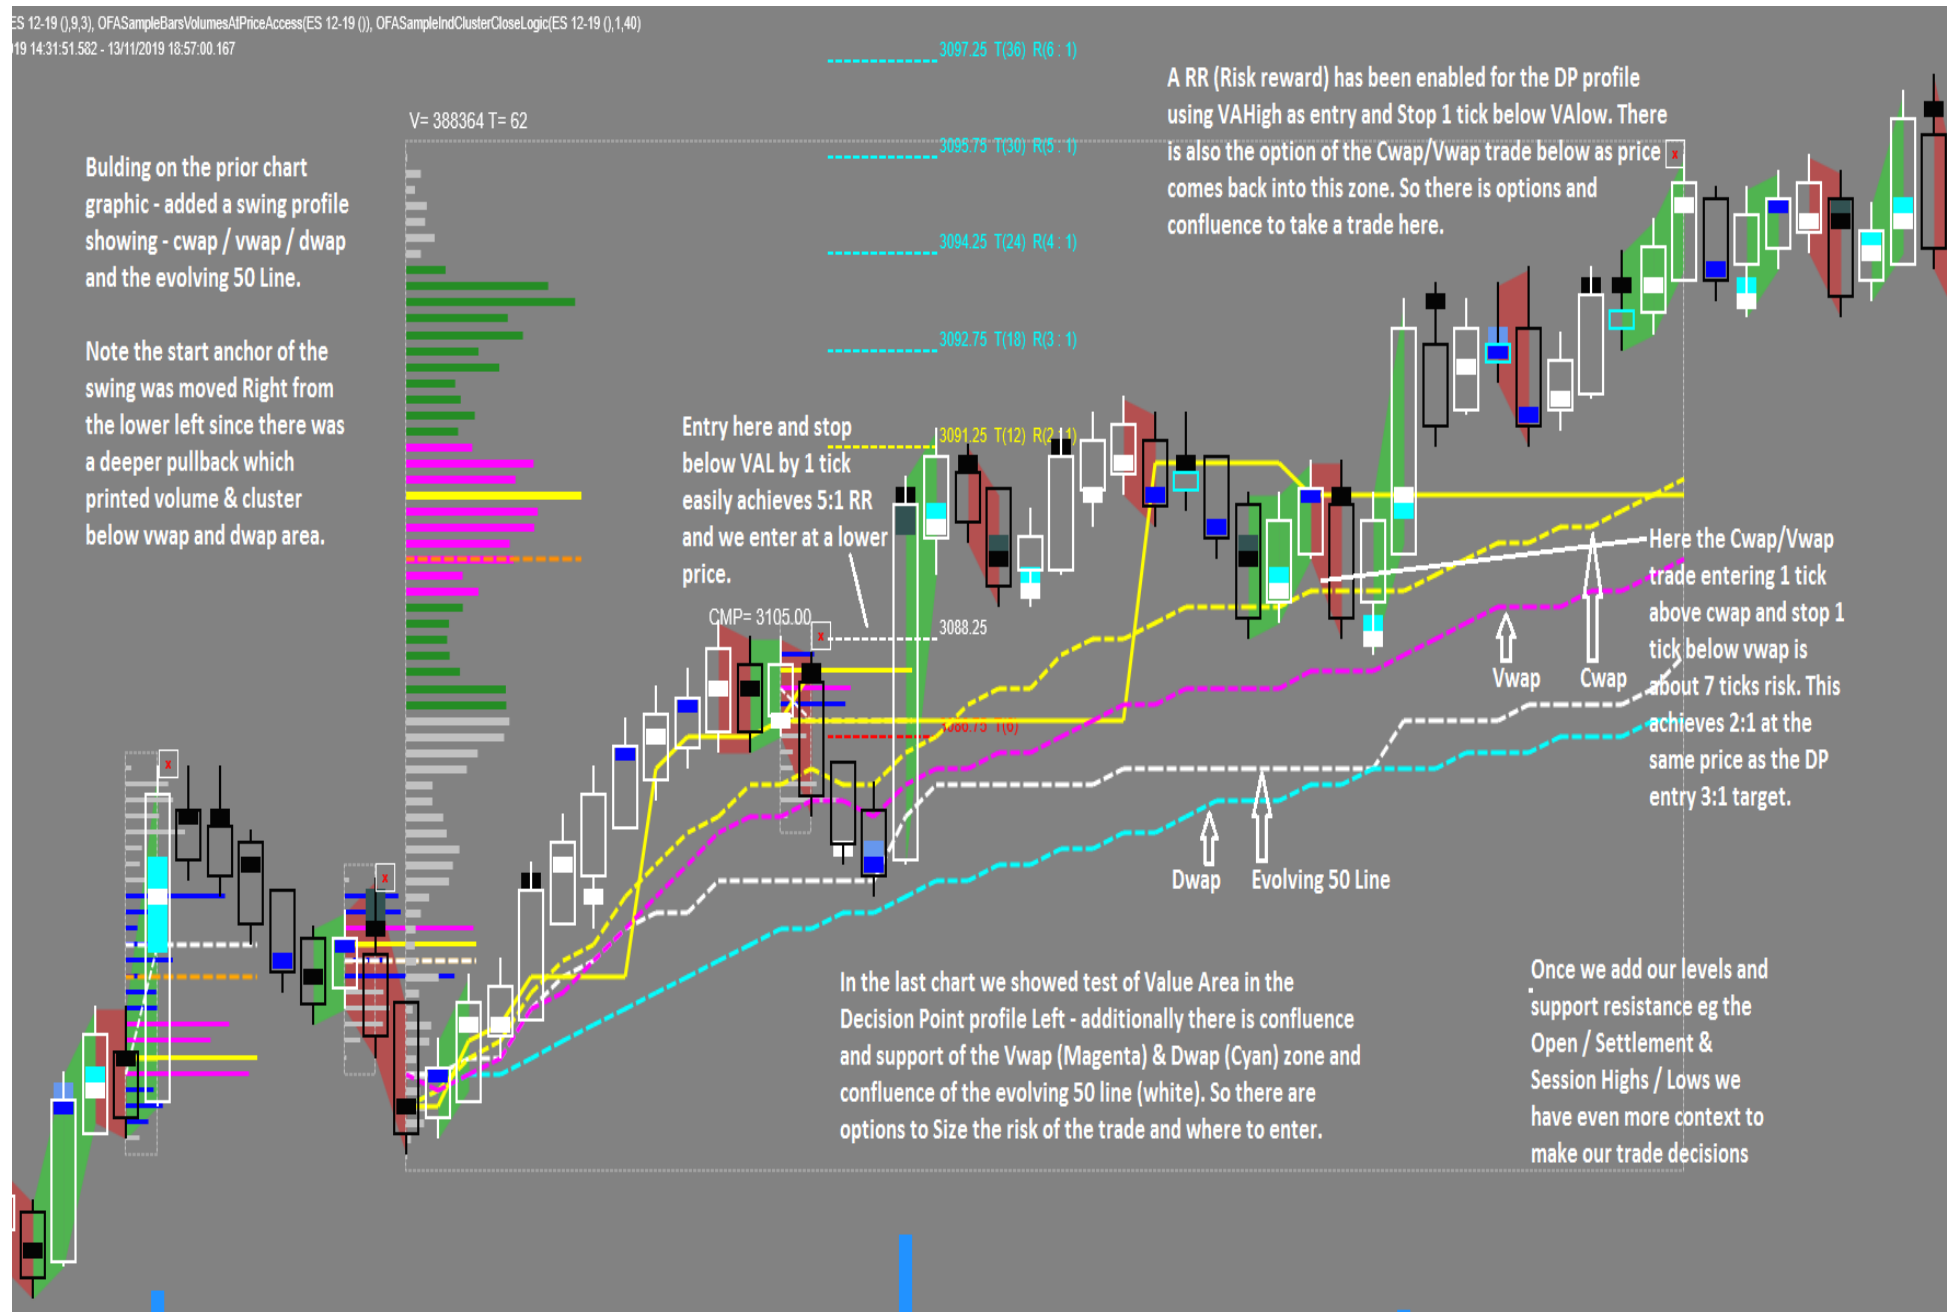 ES 12-19 (),9,3), OFASampleBarsVolumesAtPriceAccess(ES 12-19 ()), OFASampleIndClusterCloseLogic(ES 12-19 (),1,40)
19 14:31:51.582 - 13/11/2019 18:57:00.167
3097.25 T(36) R(6 : 1)
A RR (Risk reward) has been enabled for the DP profile
using VAHigh as entry and Stop 1 tick below VAlow. There
is also the option of the Cwap/Vwap trade below as price
comes back into this zone. So there is options and
confluence to take a trade here.
V= 388364 T= 62
3095.75 T(30) R(5 : 1)
Bulding on the prior chart
graphic - added a swing profile
showing - cwap / vwap / dwap
and the evolving 50 Line.
3094.25 T(24) R(4 : 1)
Note the start anchor of the
swing was moved Right from
the lower left since there was
a deeper pullback which
printed volume & cluster
below vwap and dwap area.
3092.75 T(18) R(3 : 1)
Entry here and stop
below VAL by 1 tick
easily achieves 5:1 RR
and we enter at a lower
price.
3091.25 T(12) R(2 : 1)
CMP= 3105.00
3088.25
T(6)
Here the Cwap/Vwap
trade entering 1 tick
above cwap and stop 1
tick below vwap is
about 7 ticks risk. This
achieves 2:1 at the
same price as the DP
entry 3:1 target.
Vwap
Cwap
Dwap
Evolving 50 Line
x
x
x
x
In the last chart we showed test of Value Area in the
Decision Point profile Left - additionally there is confluence
and support of the Vwap (Magenta) & Dwap (Cyan) zone and
confluence of the evolving 50 line (white). So there are
options to Size the risk of the trade and where to enter.
Once we add our levels and
support resistance eg the
Open / Settlement &
Session Highs / Lows we
have even more context to
make our trade decisions